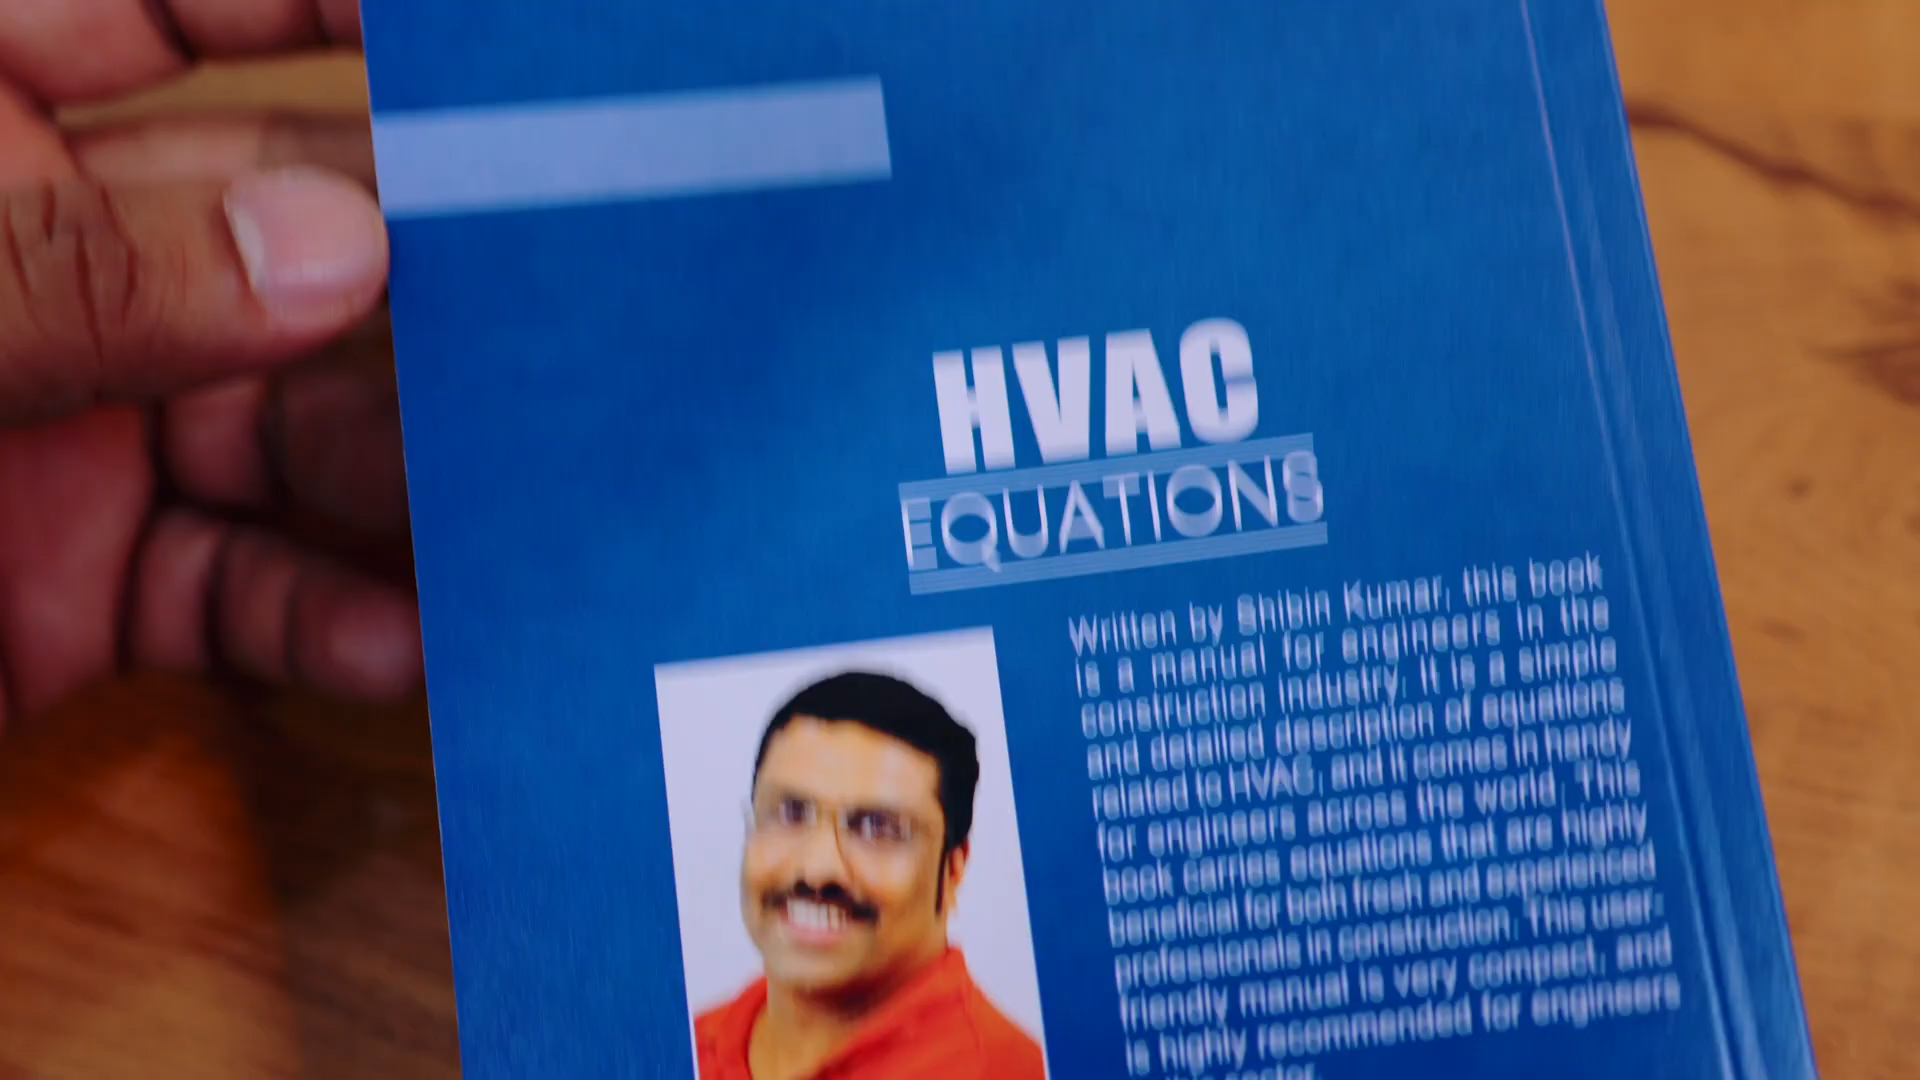 HVAC
EQUATIONS
Written by Shibin Kumar, this book
is a manual for engineers in the
construction industry. It is a simple
and detailed description of equations
related to HVAC, and it comes in handy
for engineers across the world. This
book carries equations that are highly
beneficial for both fresh and experienced
professionals in construction. This user-
friendly manual is very compact, and
is highly recommended for engineers
sector.